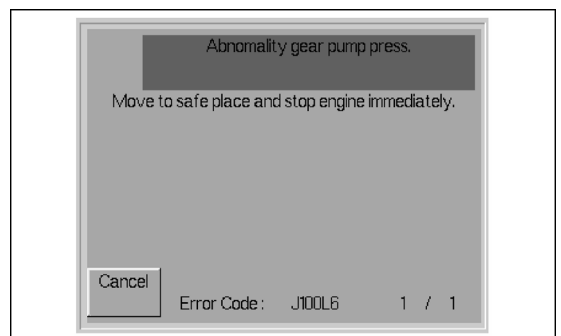 Abnomality gear pump press.
Move to safe place and stop engine immediately.
Cancel
Error Code : J100L6 1 / 1